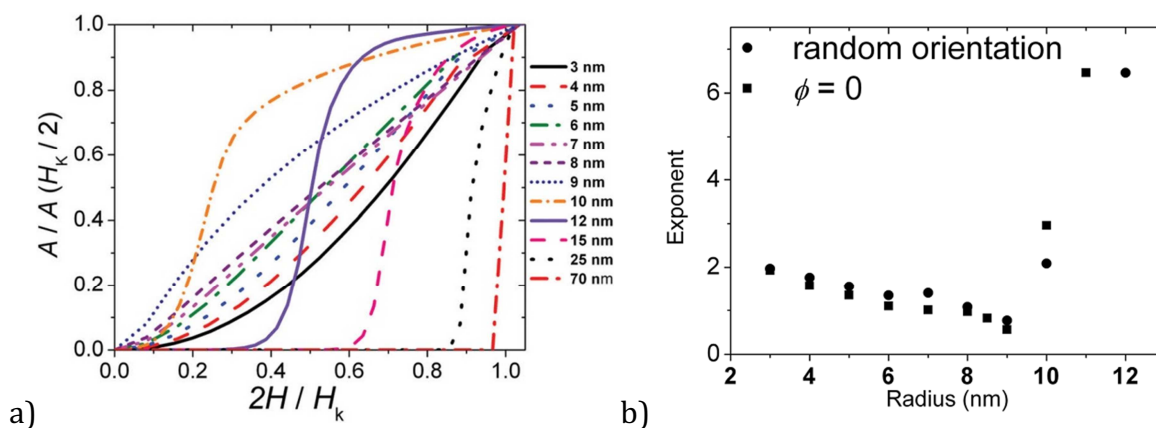 1.0
0.8
0.6
0.4
0.2
0.0
A / A (H_K / 2)
0.0 0.2 0.4 0.6 0.8 1.0
2H / H_k
3 nm
4 nm
5 nm
6 nm
7 nm
8 nm
9 nm
10 nm
12 nm
15 nm
25 nm
70 nm
a)
random orientation
ϕ = 0
6
4
2
0
Exponent
2 4 6 8 10 12
Radius (nm)
b)